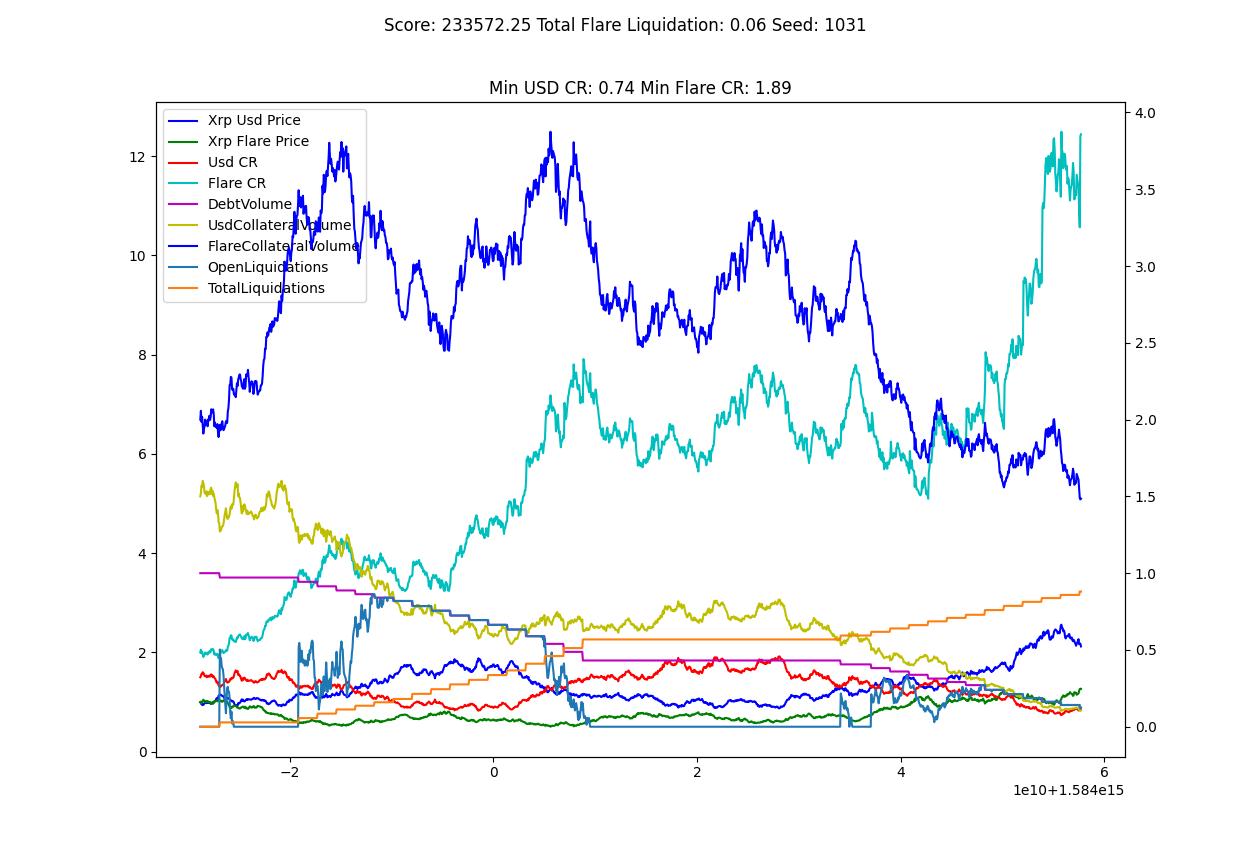 Score: 233572.25 Total Flare Liquidation: 0.06 Seed: 1031
Min USD CR: 0.74 Min Flare CR: 1.89
Xrp Usd Price
Xrp Flare Price
Usd CR
Flare CR
DebtVolume
UsdCollateralVolume
FlareCollateralVolume
OpenLiquidations
TotalLiquidations
12
10
8
6
4
2
0
4.0
3.5
3.0
2.5
2.0
1.5
1.0
0.5
0.0
−2 0 2 4 6
1e10+1.584e15